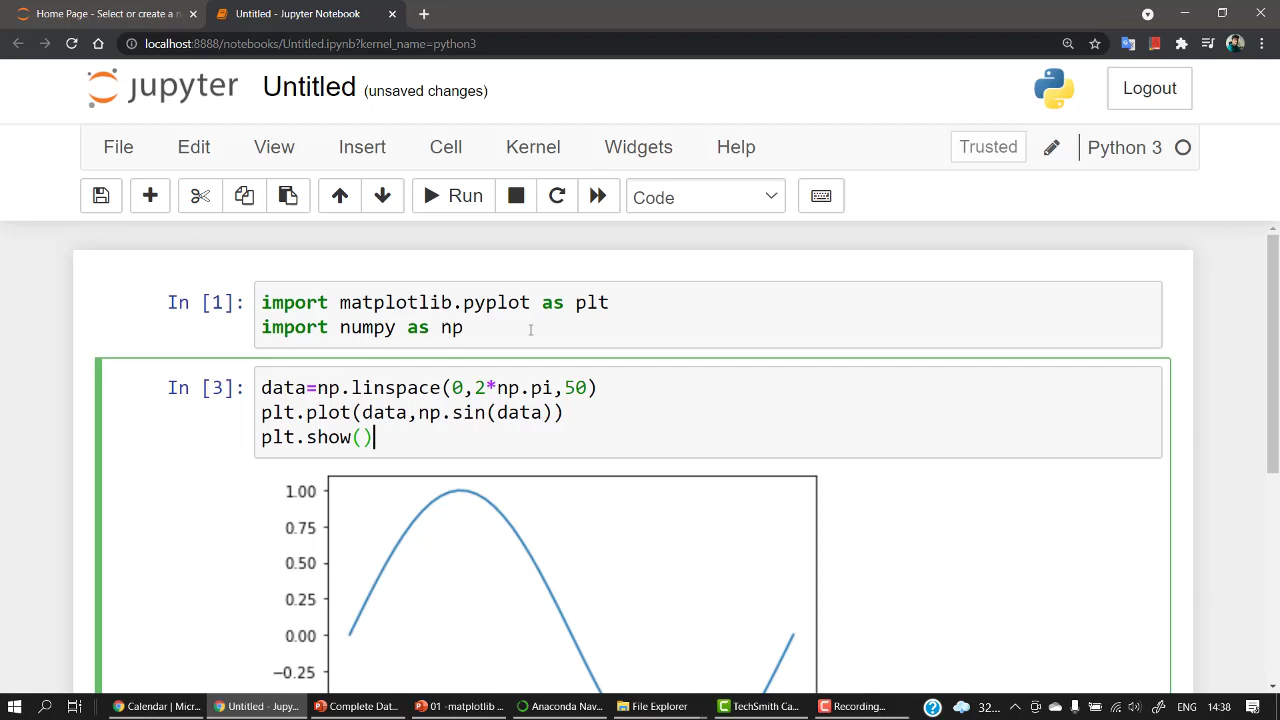 Home Page - Select or create a n
Untitled - Jupyter Notebook
localhost:8888/notebooks/Untitled.ipynb?kernel_name=python3
jupyter Untitled (unsaved changes)
Logout
File Edit View Insert Cell Kernel Widgets Help
Trusted
Python 3
Run
Code
In [1]: import matplotlib.pyplot as plt
import numpy as np
In [3]: data=np.linspace(0,2*np.pi,50)
plt.plot(data,np.sin(data))
plt.show()
1.00
0.75
0.50
0.25
0.00
−0.25
Calendar | Micr... Untitled - Jupy... Complete Dat... 01 -matplotlib ... Anaconda Nav... File Explorer TechSmith Ca... Recording... 32... ENG 14:38